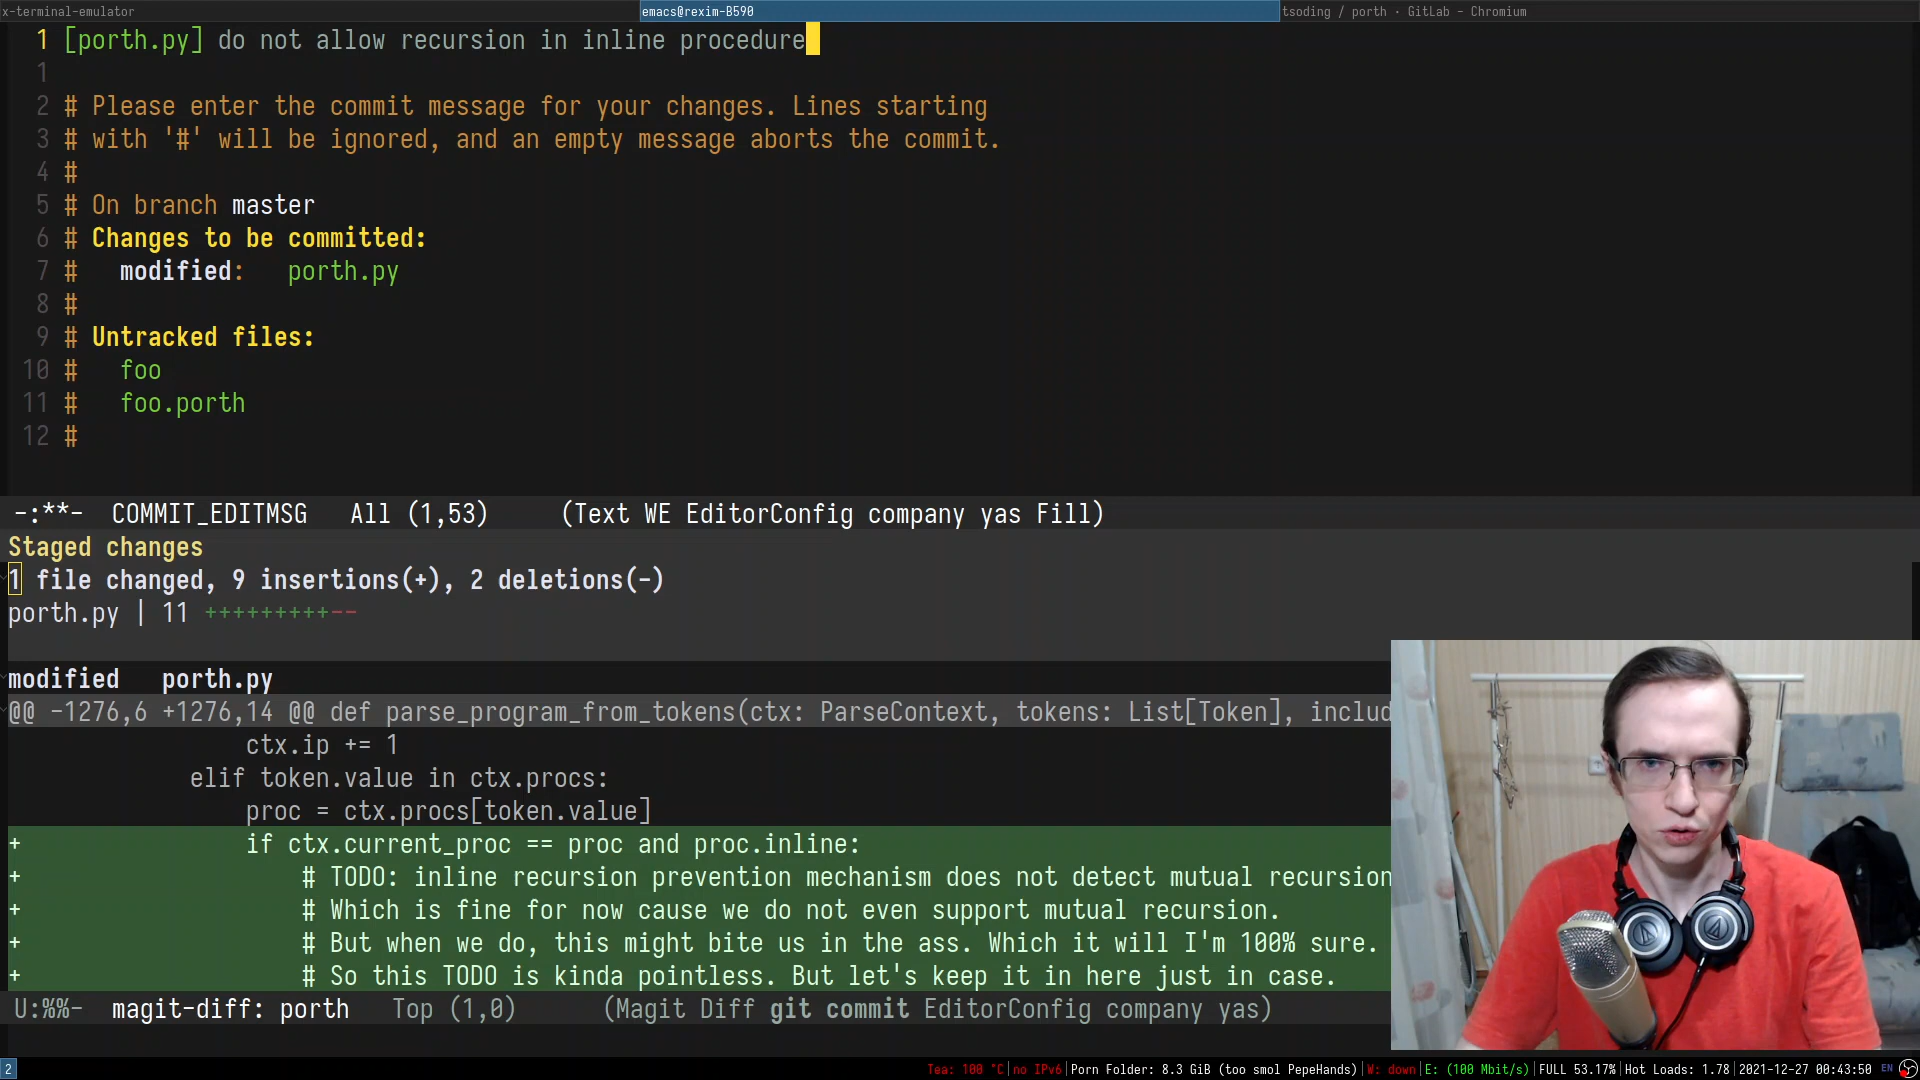 x-terminal-emulator
emacs@rexim-B590
tsoding / porth · GitLab - Chromium
1 [porth.py] do not allow recursion in inline procedure
1
2 # Please enter the commit message for your changes. Lines starting
3 # with '#' will be ignored, and an empty message aborts the commit.
4 #
5 # On branch master
6 # Changes to be committed:
7 #   modified:   porth.py
8 #
9 # Untracked files:
10 #   foo
11 #   foo.porth
12 #
-:**-  COMMIT_EDITMSG   All (1,53)     (Text WE EditorConfig company yas Fill)
Staged changes
1 file changed, 9 insertions(+), 2 deletions(-)
porth.py | 11 +++++++++--
modified   porth.py
@@ -1276,6 +1276,14 @@ def parse_program_from_tokens(ctx: ParseContext, tokens: List[Token], includ
ctx.ip += 1
elif token.value in ctx.procs:
proc = ctx.procs[token.value]
+ if ctx.current_proc == proc and proc.inline:
+ # TODO: inline recursion prevention mechanism does not detect mutual recursion
+ # Which is fine for now cause we do not even support mutual recursion.
+ # But when we do, this might bite us in the ass. Which it will I'm 100% sure.
+ # So this TODO is kinda pointless. But let's keep it in here just in case.
U:%%-  magit-diff: porth   Top (1,0)      (Magit Diff git commit EditorConfig company yas)
2
Tea: 100 °C|no IPv6|Porn Folder: 8.3 GiB (too smol PepeHands)|W: down|E: (100 Mbit/s)|FULL 53.17%|Hot Loads: 1.78|2021-12-27 00:43:50 EN